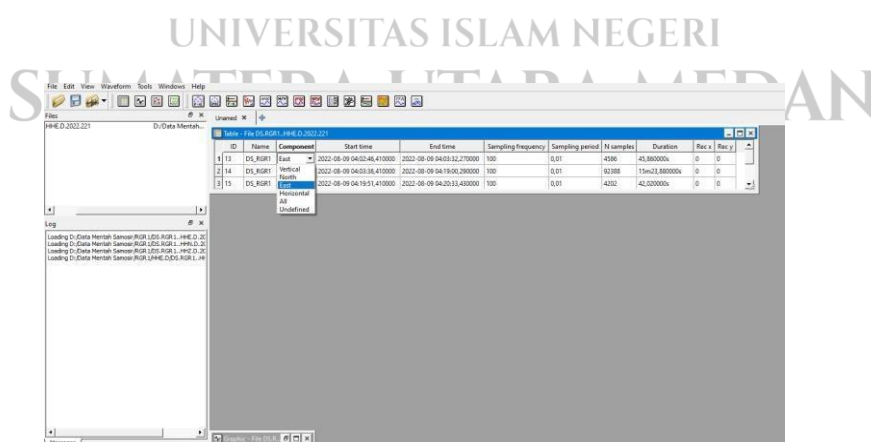 UNIVERSITAS ISLAM NEGERI
SUMATERA UTARA MEDAN
File Edit View Waveform Tools Windows Help
Files
Unamed
HHE.D.2022.221 D:/Data Mentah...
Table - File DS.RGR1..HHE.D.2022.221
ID Name Component Start time End time Sampling frequency Sampling period N samples Duration Rec x Rec y
1 13 DS_RGR1 East 2022-08-09 04:02:46,410000 2022-08-09 04:03:32,270000 100 0,01 4586 45,860000s 0 0
2 14 DS_RGR1 Vertical 2022-08-09 04:03:36,410000 2022-08-09 04:19:00,290000 100 0,01 92388 15m23,880000s 0 0
North
3 15 DS_RGR1 East 2022-08-09 04:19:51,410000 2022-08-09 04:20:33,430000 100 0,01 4202 42,020000s 0 0
Horizontal
All
Undefined
Log
Loading D:/Data Mentah Samosir/RGR 1/DS.RGR1..HHE.D.20
Loading D:/Data Mentah Samosir/RGR 1/DS.RGR1..HHN.D.20
Loading D:/Data Mentah Samosir/RGR 1/DS.RGR1..HHZ.D.20
Loading D:/Data Mentah Samosir/RGR 1/HHE.D/DS.RGR1..HH
Graphic - File DS.R...